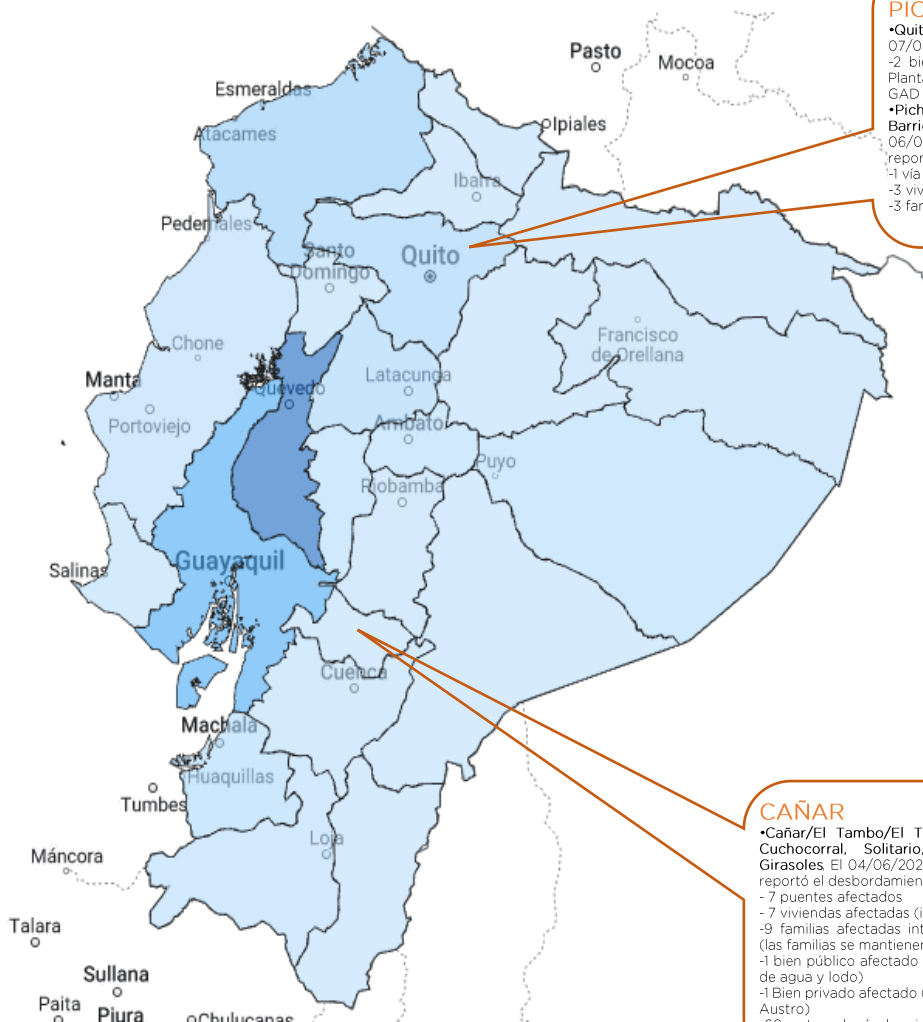 PIC
•Quit
07/0
-2 bie
Planta
GAD
•Pich
Barrio
06/0
repor
-1 vía
-3 viv
-3 fam
Pasto
Mocoa
Esmeraldas
Ipiales
Atacames
Ibarra
Pedernales
Santo
Domingo
Quito
Francisco
de Orellana
Chone
Latacunga
Manta
Quevedo
Portoviejo
Ambato
Puyo
Riobamba
Guayaquil
Salinas
Cuenca
Machala
Huaquillas
Tumbes
Loja
Máncora
Talara
Sullana
Paita
Piura
Chulucanas
CAÑAR
•Cañar/El Tambo/El T
Cuchocorral, Solitario,
Girasoles. El 04/06/202
reportó el desbordamien
- 7 puentes afectados
- 7 viviendas afectadas (i
-9 familias afectadas int
(las familias se mantiener
-1 bien público afectado
de agua y lodo)
-1 Bien privado afectado
Austro)